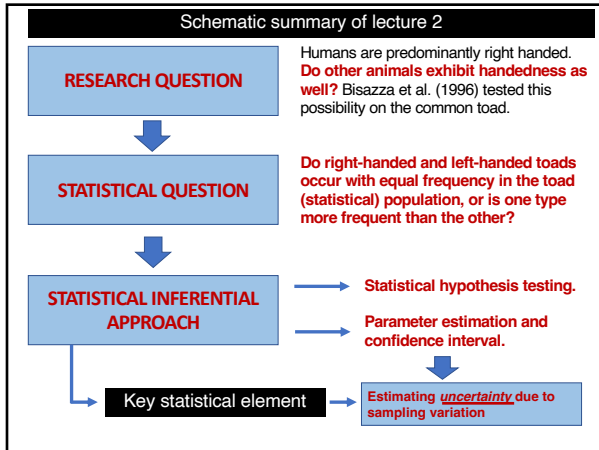 Schematic summary of lecture 2
RESEARCH QUESTION
Humans are predominantly right handed.
Do other animals exhibit handedness as
well? Bisazza et al. (1996) tested this
possibility on the common toad.
STATISTICAL QUESTION
Do right-handed and left-handed toads
occur with equal frequency in the toad
(statistical) population, or is one type
more frequent than the other?
STATISTICAL INFERENTIAL
APPROACH
Statistical hypothesis testing.
Parameter estimation and
confidence interval.
Key statistical element
Estimating uncertainty due to
sampling variation